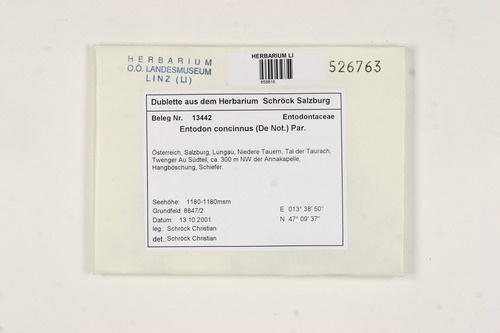 HERBARIUM
O.Ö. LANDESMUSEUM
LINZ (LI)
HERBARIUM LI
526763
Dublette aus dem Herbarium Schröck Salzburg
Beleg Nr. 13442 Entodontaceae
Entodon concinnus (De Not.) Par.
Österreich, Salzburg, Lungau, Niedere Tauern, Tal der Taurach,
Twenger Au Südteil, ca. 300 m NW der Annakapelle,
Hangböschung, Schiefer.
Seehöhe: 1180-1180msm
Grundfeld: 8847/2 E 013° 38' 50"
Datum: 13.10.2001 N 47° 09' 37"
leg.: Schröck Christian
det.: Schröck Christian